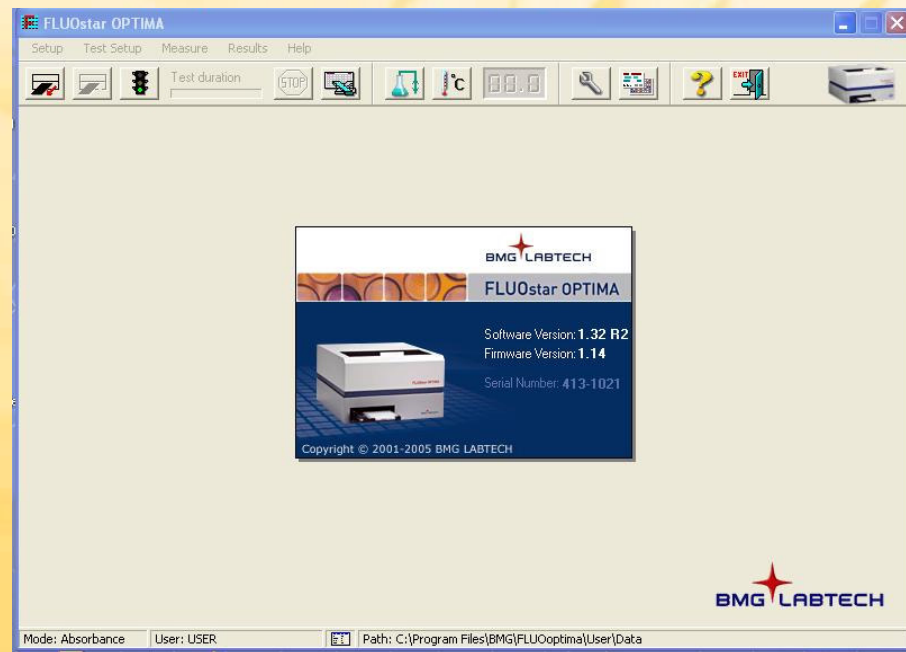 FLUOstar OPTIMA
Setup Test Setup Measure Results Help
Test duration
STOP
°C
00.0
EXIT
BMG LABTECH
FLUOstar OPTIMA
Software Version: 1.32 R2
Firmware Version: 1.14
Serial Number: 413-1021
Copyright © 2001-2005 BMG LABTECH
BMG LABTECH
Mode: Absorbance User: USER Path: C:\Program Files\BMG\FLUOoptima\User\Data